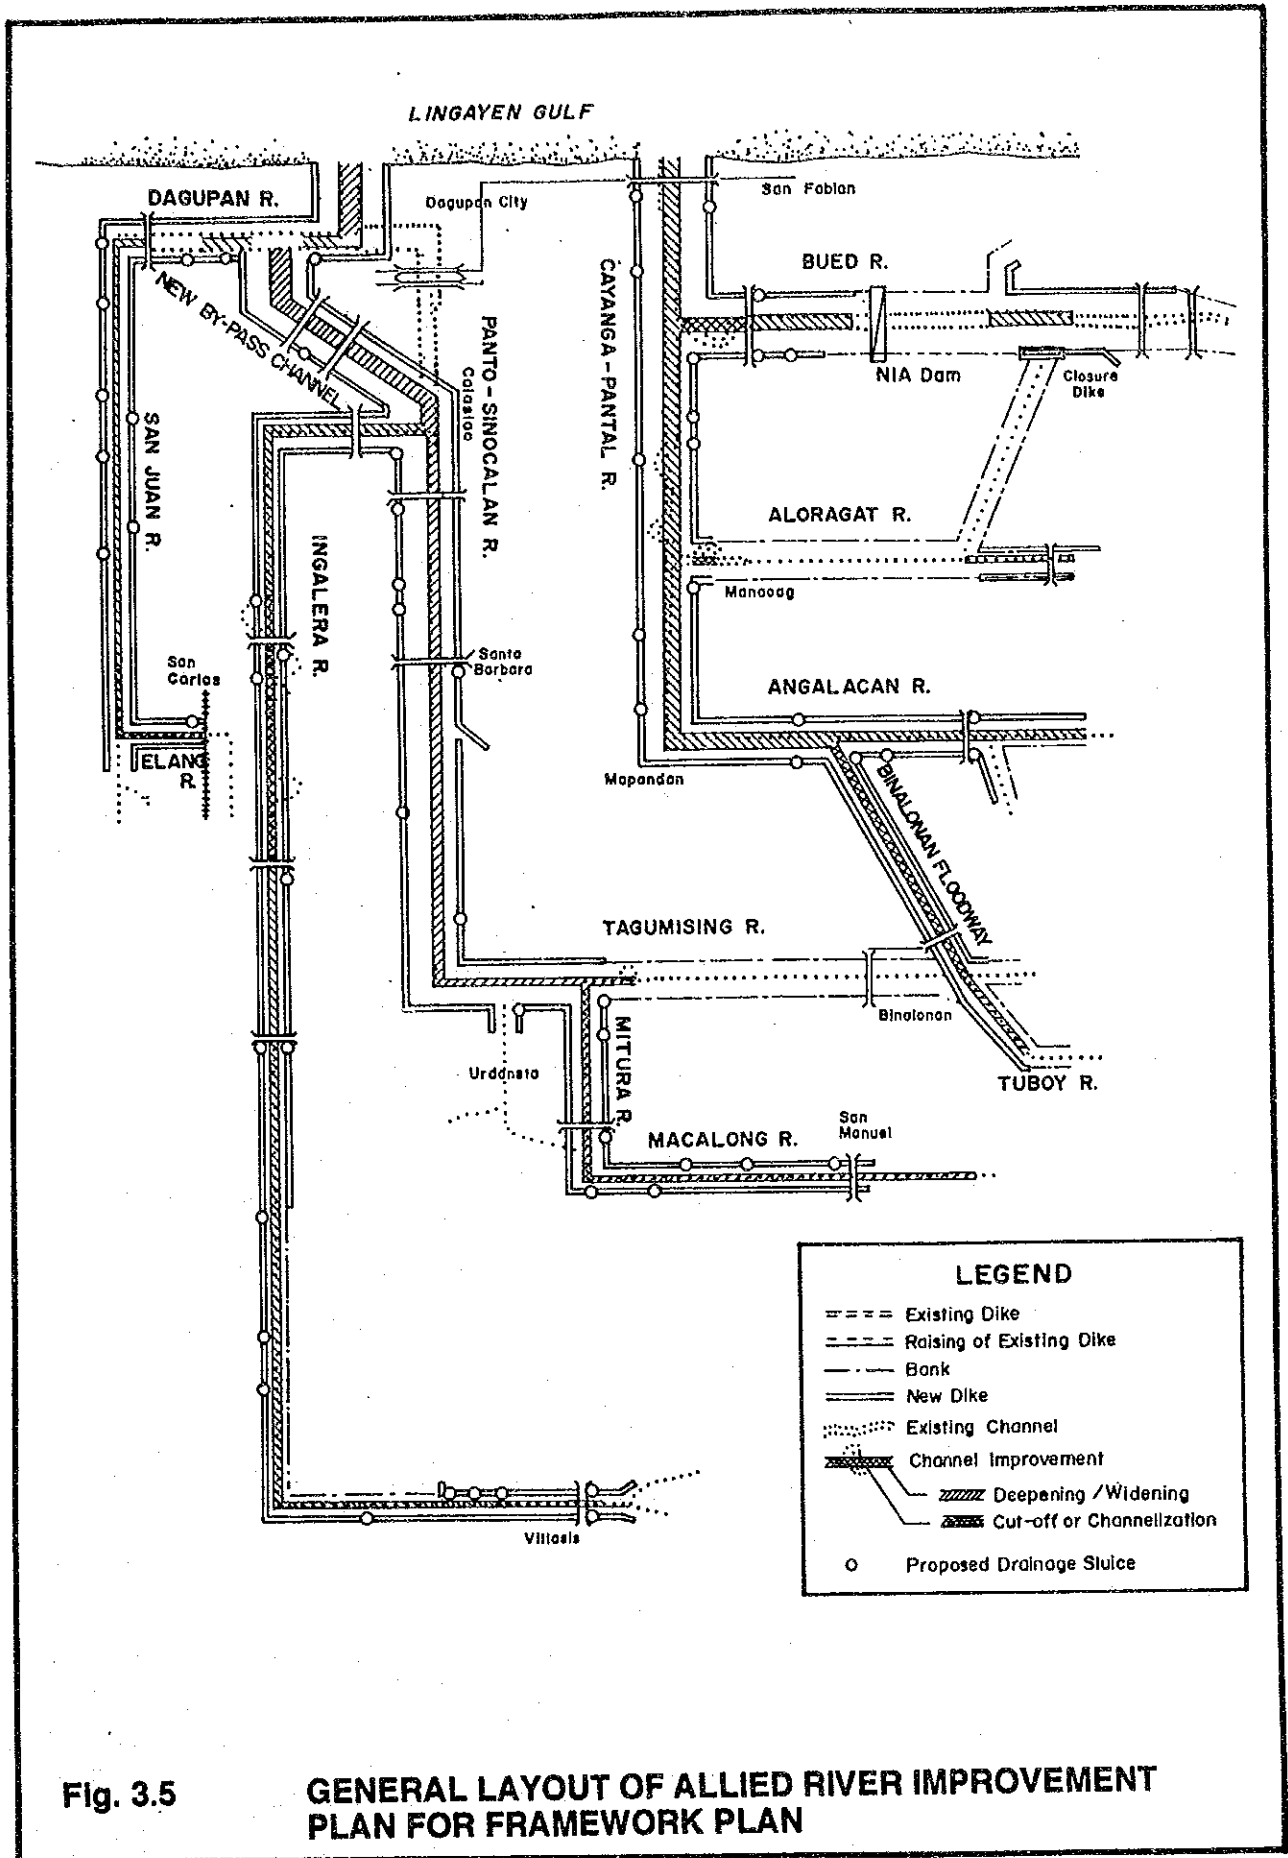 LINGAYEN GULF
DAGUPAN R.
Dagupan City
San Fabian
BUED R.
NEW BY-PASS CHANNEL
PANTO-SINOCALAN R.
Calasiao
CAYANGA-PANTAL R.
NIA Dam
Closure
Dike
SAN JUAN R.
INGALERA R.
ALORAGAT R.
Manaoag
San
Carlos
Santa
Barbara
ANGALACAN R.
ELANG
R.
Mapandan
BINALONAN FLOODWAY
TAGUMISING R.
Binalonan
MITURA R.
Urdaneta
TUBOY R.
MACALONG R.
San
Manuel
LEGEND
Existing Dike
Raising of Existing Dike
Bank
New Dike
Existing Channel
Channel Improvement
Deepening / Widening
Cut-off or Channelization
Proposed Drainage Sluice
Villasis
Fig. 3.5
GENERAL LAYOUT OF ALLIED RIVER IMPROVEMENT
PLAN FOR FRAMEWORK PLAN